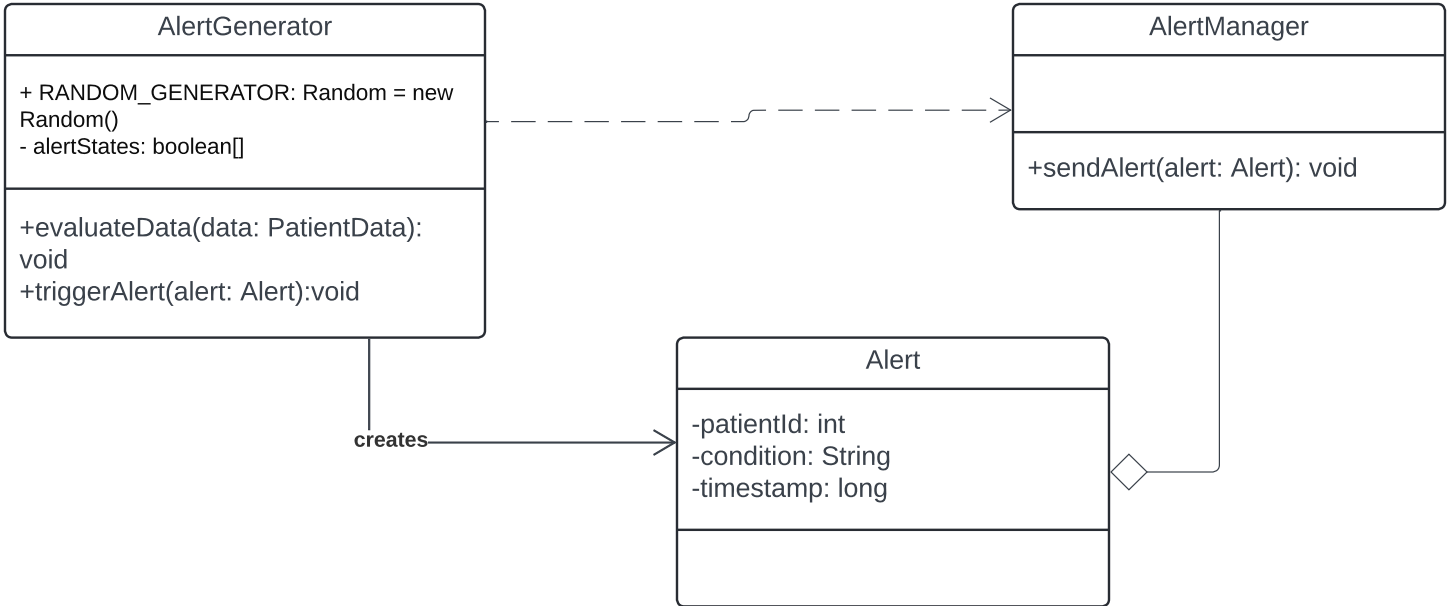 AlertGenerator
+ RANDOM_GENERATOR: Random = new
Random()
- alertStates: boolean[]
+evaluateData(data: PatientData):
void
+triggerAlert(alert: Alert):void
AlertManager
+sendAlert(alert: Alert): void
creates
Alert
-patientId: int
-condition: String
-timestamp: long